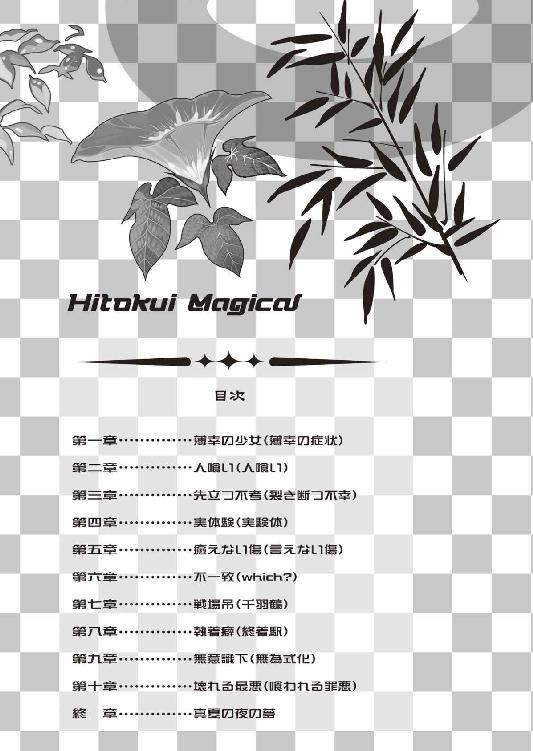 Hitokui Magical
目次
第一章・・・・・・・・・・・薄幸の少女(薄幸の症状)
第二章・・・・・・・・・・・人喰い(人喰い)
第三章・・・・・・・・・・・先立つ不考(裂き断つ不幸)
第四章・・・・・・・・・・・実体験(実験体)
第五章・・・・・・・・・・・癒えない傷(言えない傷)
第六章・・・・・・・・・・・不一致(which?)
第七章・・・・・・・・・・・戦場吊(千羽鶴)
第八章・・・・・・・・・・・執着癖(終着駅)
第九章・・・・・・・・・・・無意識下(無為式化)
第十章・・・・・・・・・・・壊れる最悪(喰われる罪悪)
終　章・・・・・・・・・・・真夏の夜の夢